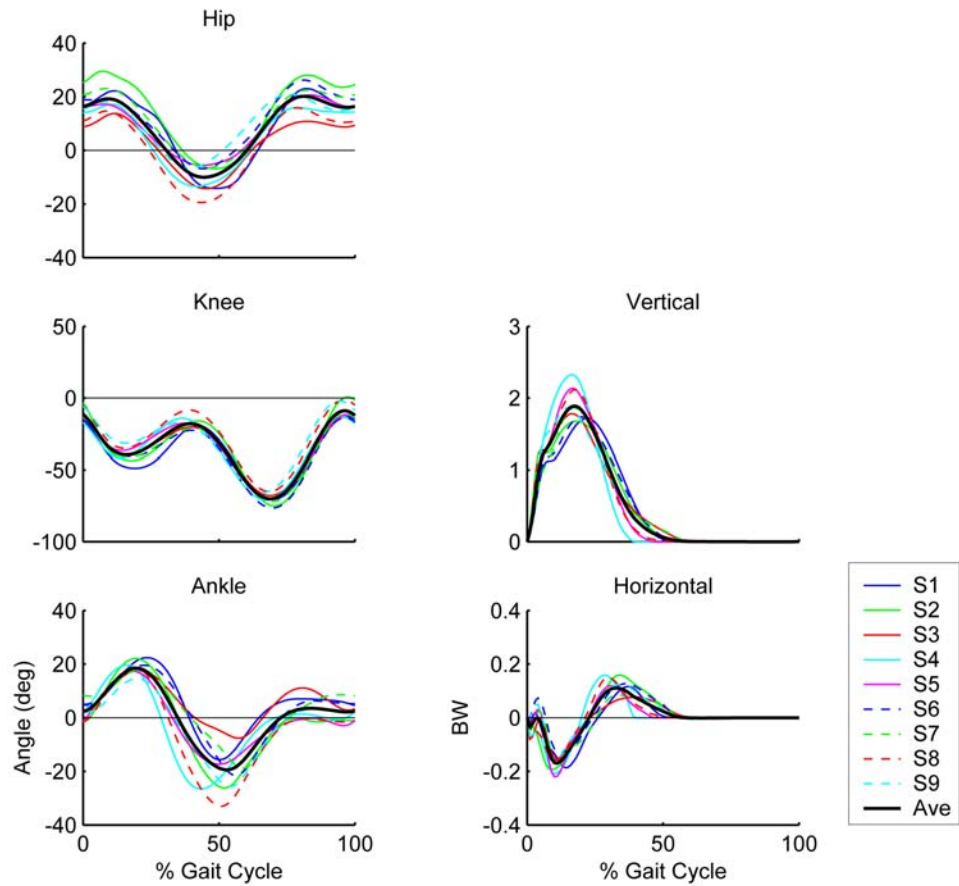 Hip
40
20
0
-20
-40
Knee
50
0
-50
-100
Vertical
3
2
1
0
Ankle
40
20
0
-20
-40
Angle (deg)
0 50 100
% Gait Cycle
Horizontal
0.4
0.2
0
-0.2
-0.4
BW
0 50 100
% Gait Cycle
S1
S2
S3
S4
S5
S6
S7
S8
S9
Ave